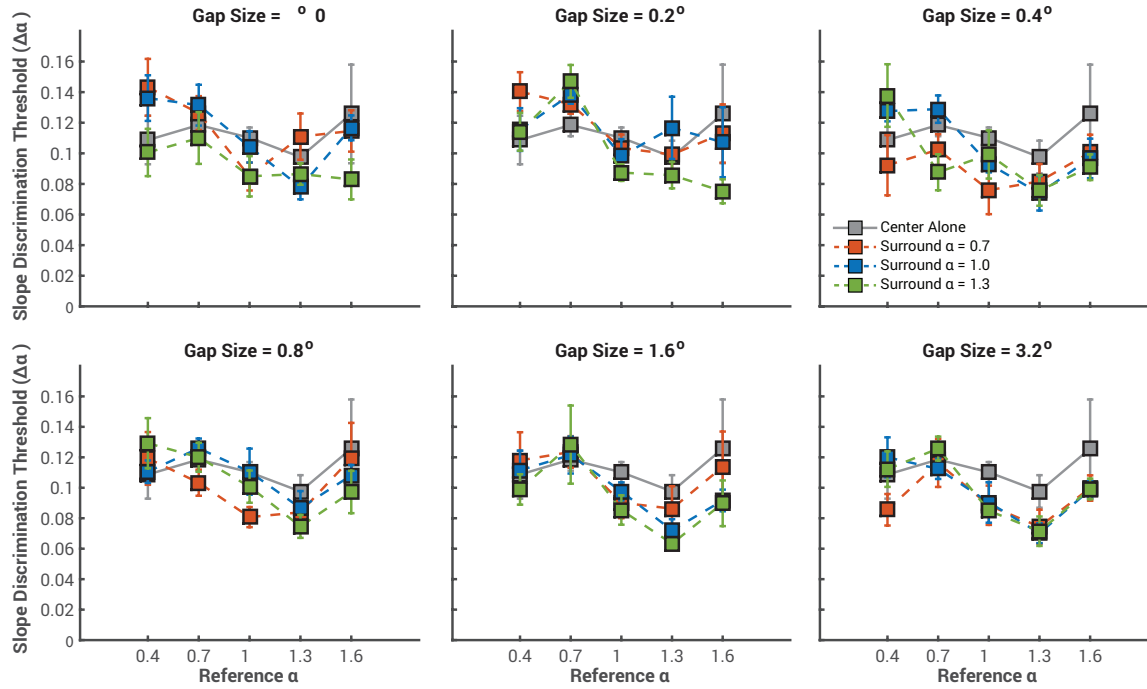 Gap Size = ° 0
Gap Size = 0.2°
Gap Size = 0.4°
Slope Discrimination Threshold (Δα )
0.16
0.14
0.12
0.1
0.08
0.06
0.04
0.02
0
Center Alone
Surround α = 0.7
Surround α = 1.0
Surround α = 1.3
Gap Size = 0.8°
Gap Size = 1.6°
Gap Size = 3.2°
Slope Discrimination Threshold (Δα )
0.16
0.14
0.12
0.1
0.08
0.06
0.04
0.02
0
0.4 0.7 1 1.3 1.6
0.4 0.7 1 1.3 1.6
0.4 0.7 1 1.3 1.6
Reference α
Reference α
Reference α